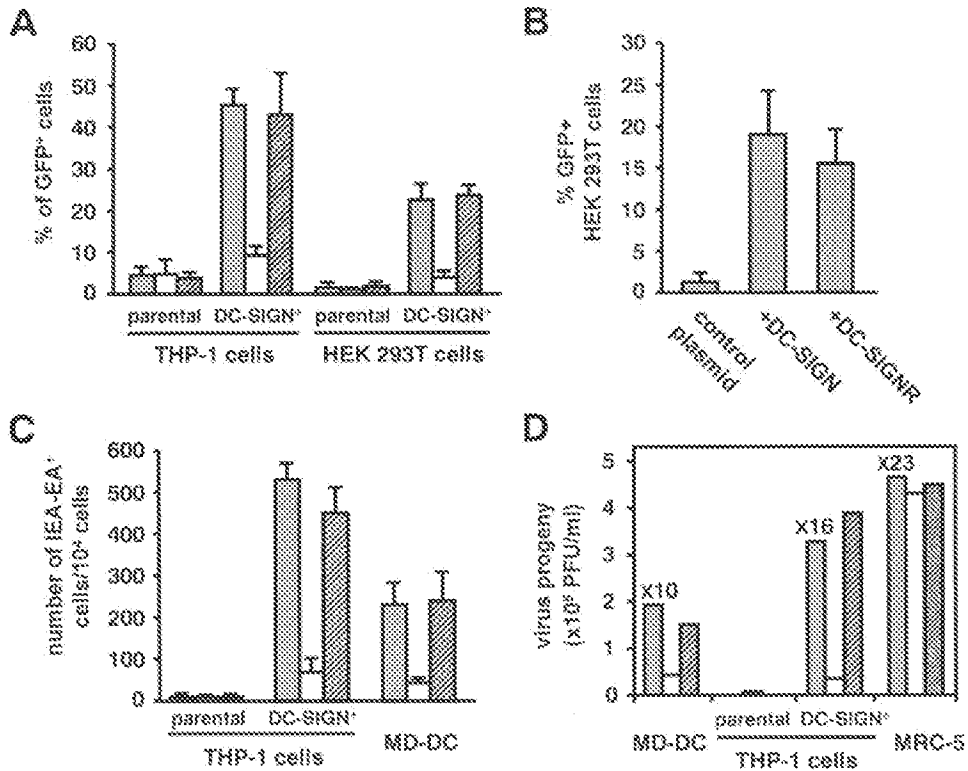 A
% of GFP⁺ cells
60
50
40
30
20
10
0
parental DC-SIGN⁺ parental DC-SIGN⁺
THP-1 cells HEK 293T cells
B
% GFP+
HEK 293T cells
30
25
20
15
10
5
0
control
plasmid
+DC-SIGN
+DC-SIGNR
C
number of IEA-EA⁺
cells/10⁴ cells
600
500
400
300
200
100
0
parental DC-SIGN⁺
THP-1 cells
MD-DC
D
virus progeny
PFU/ml)
5
4
3
2
1
0
x10
x16
x23
MD-DC
parental DC-SIGN⁺
THP-1 cells
MRC-5